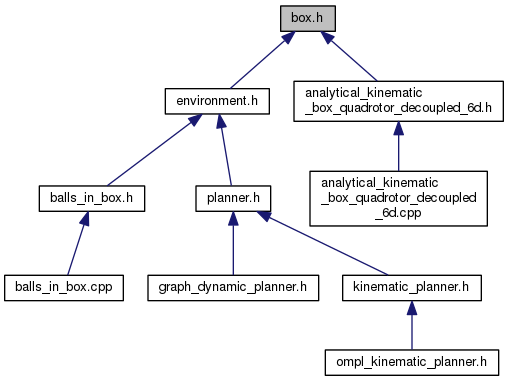 box.h
environment.h
analytical_kinematic
_box_quadrotor_decoupled_6d.h
analytical_kinematic
_box_quadrotor_decoupled
_6d.cpp
balls_in_box.h
planner.h
balls_in_box.cpp
graph_dynamic_planner.h
kinematic_planner.h
ompl_kinematic_planner.h